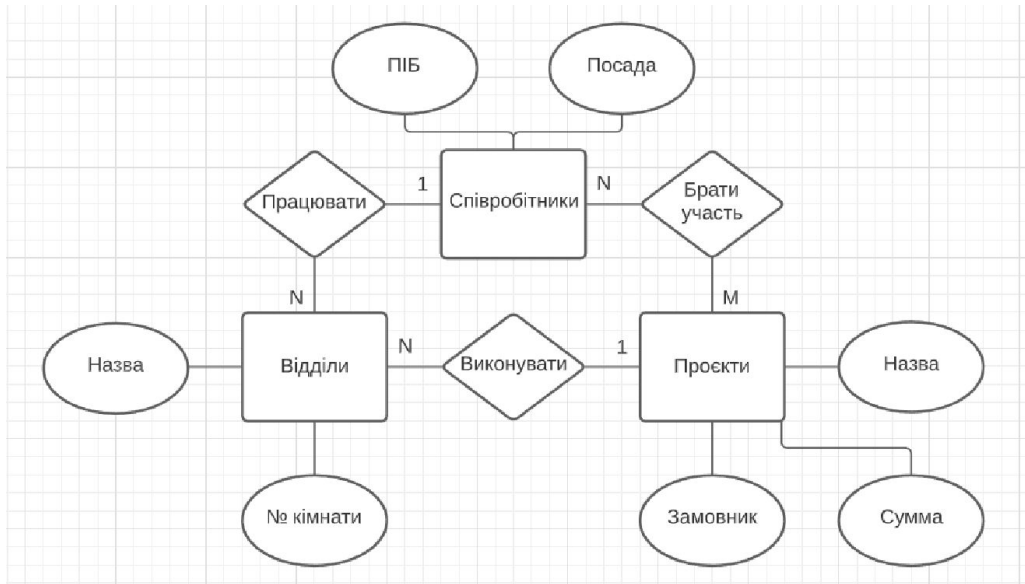 ПІБ
Посада
Працювати
1
Співробітники
N
Брати
участь
N
M
Назва
Відділи
N
Виконувати
1
Проєкти
Назва
№ кімнати
Замовник
Сумма